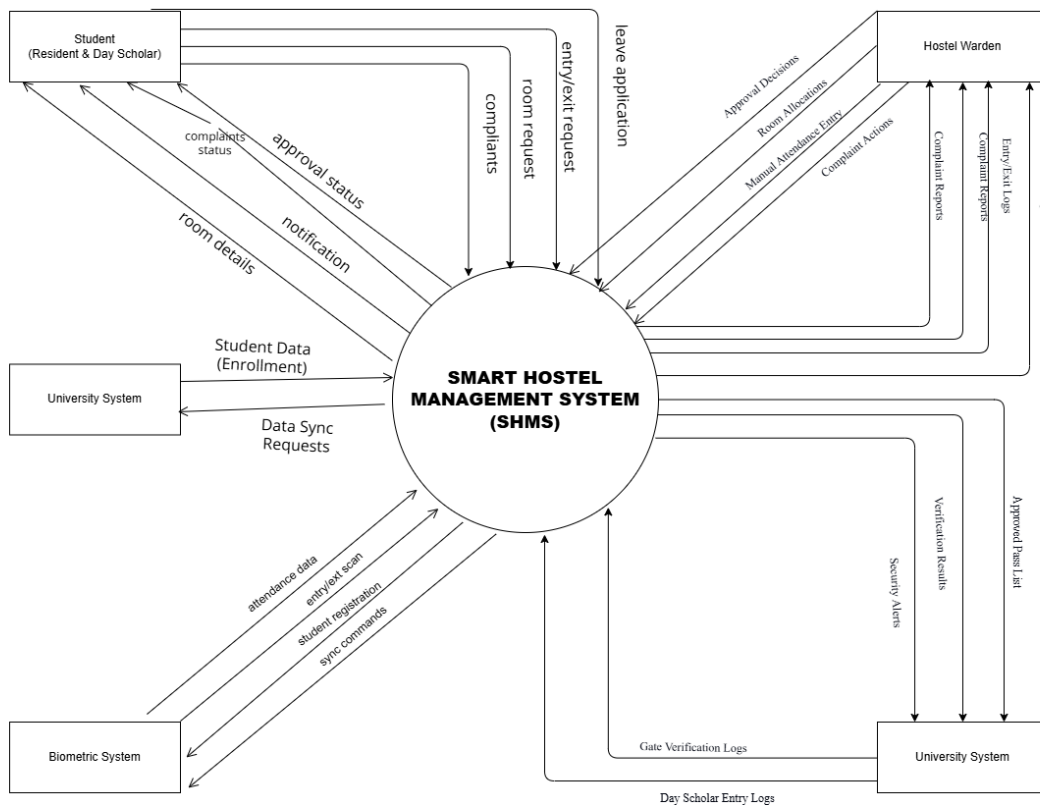 Student
(Resident & Day Scholar)
Hostel Warden
leave application
entry/exit request
room request
compliants
complaints
status
approval status
notification
room details
Approval Decisions
Room Allocations
Manual Attendance Entry
Complaint Actions
Complaint Reports
Complaint Reports
Entry/Exit Logs
Student Data
(Enrollment)
University System
Data Sync
Requests
SMART HOSTEL
MANAGEMENT SYSTEM
(SHMS)
attendance data
entry/ext scan
student registration
sync commands
Security Alerts
Verification Results
Approved Pass List
Biometric System
Gate Verification Logs
Day Scholar Entry Logs
University System